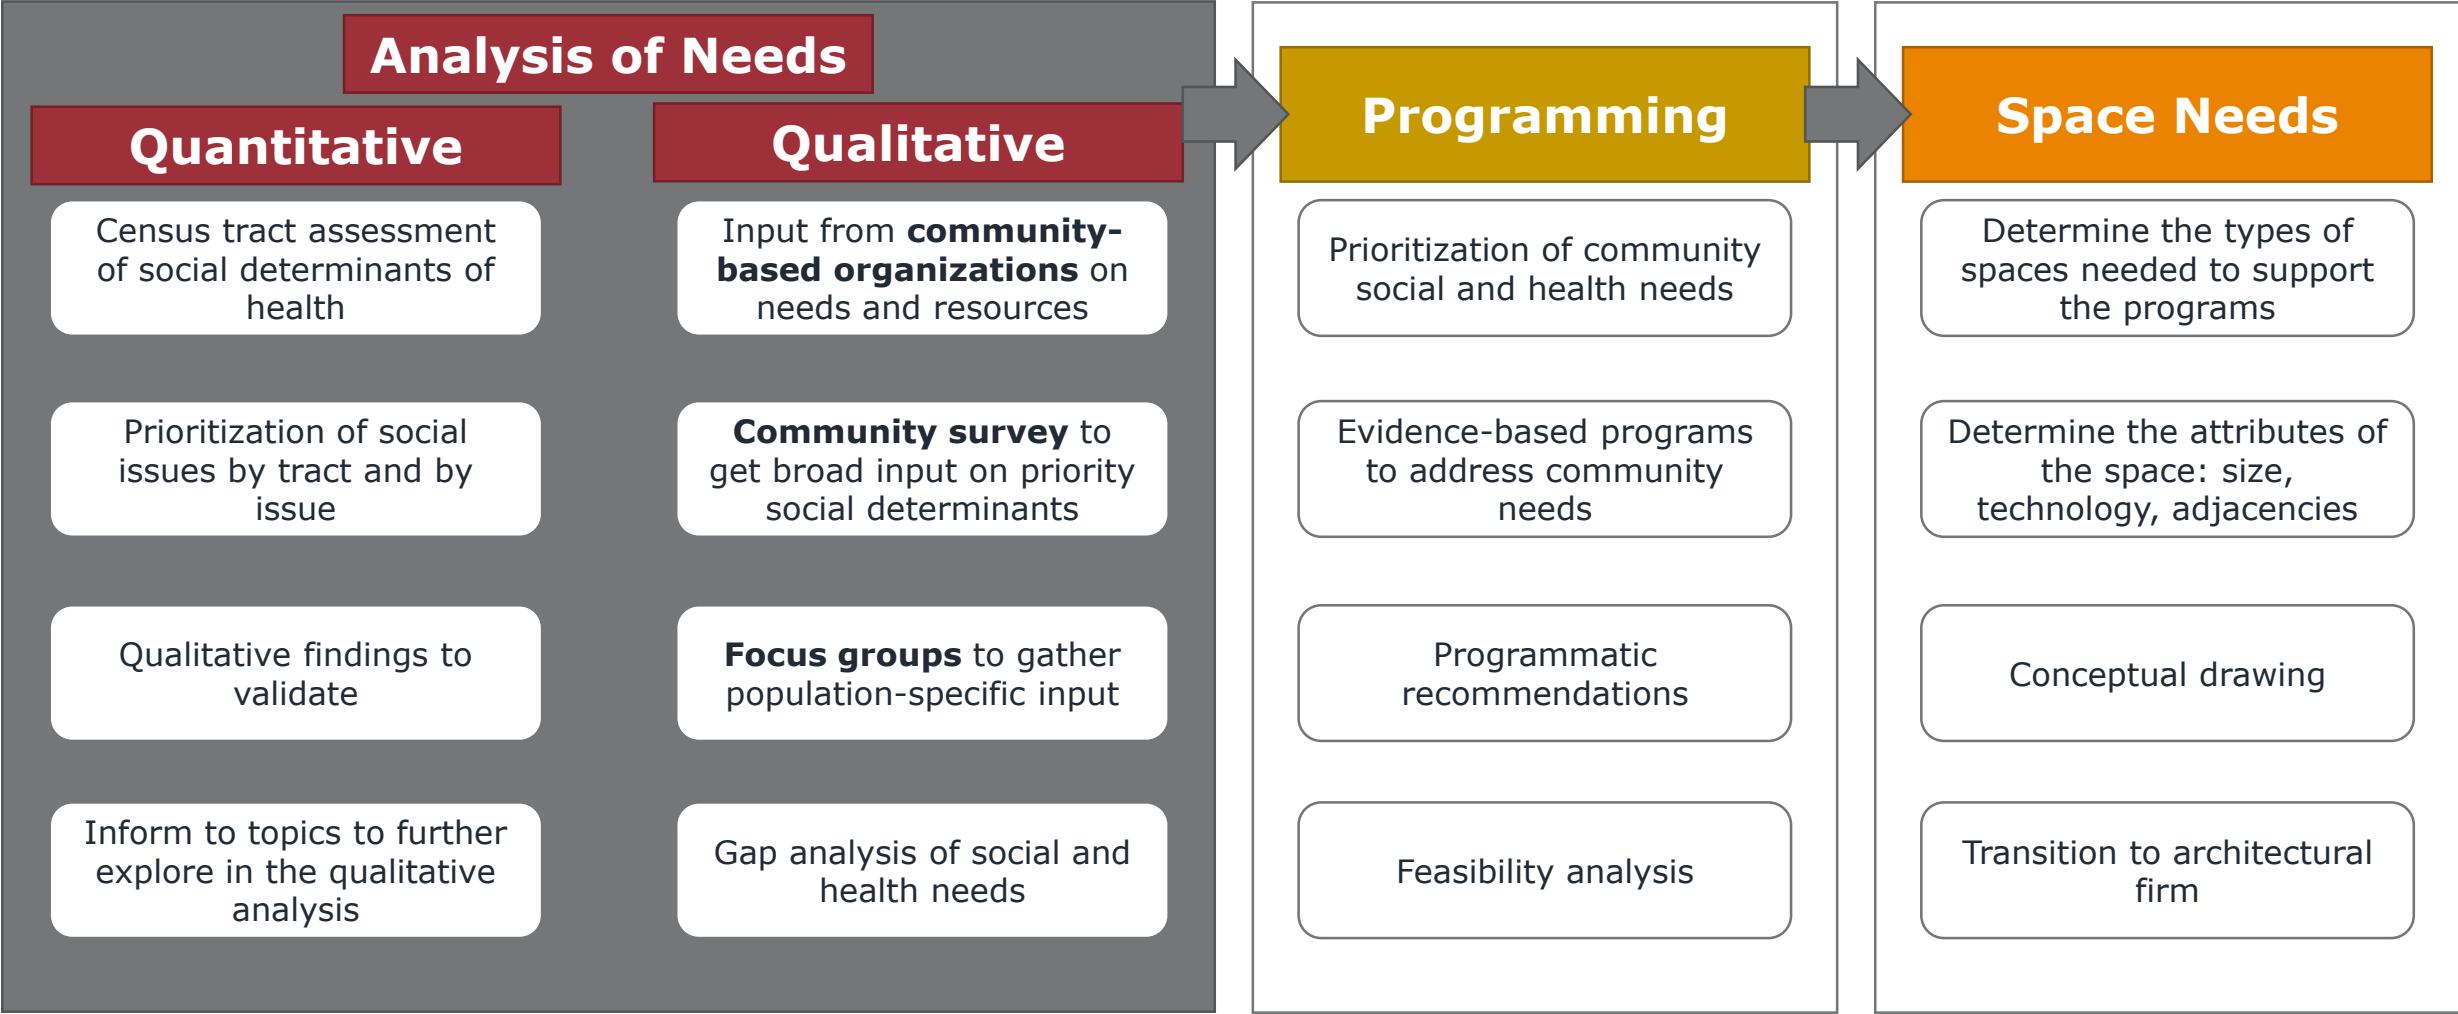 Analysis of Needs
Quantitative
Census tract assessment
of social determinants of
health
Prioritization of social
issues by tract and by
issue
Qualitative findings to
validate
Inform to topics to further
explore in the qualitative
analysis
Qualitative
Input from community-
based organizations on
needs and resources
Community survey to
get broad input on priority
social determinants
Focus groups to gather
population-specific input
Gap analysis of social and
health needs
Programming
Prioritization of community
social and health needs
Evidence-based programs
to address community
needs
Programmatic
recommendations
Feasibility analysis
Space Needs
Determine the types of
spaces needed to support
the programs
Determine the attributes of
the space: size,
technology, adjacencies
Conceptual drawing
Transition to architectural
firm